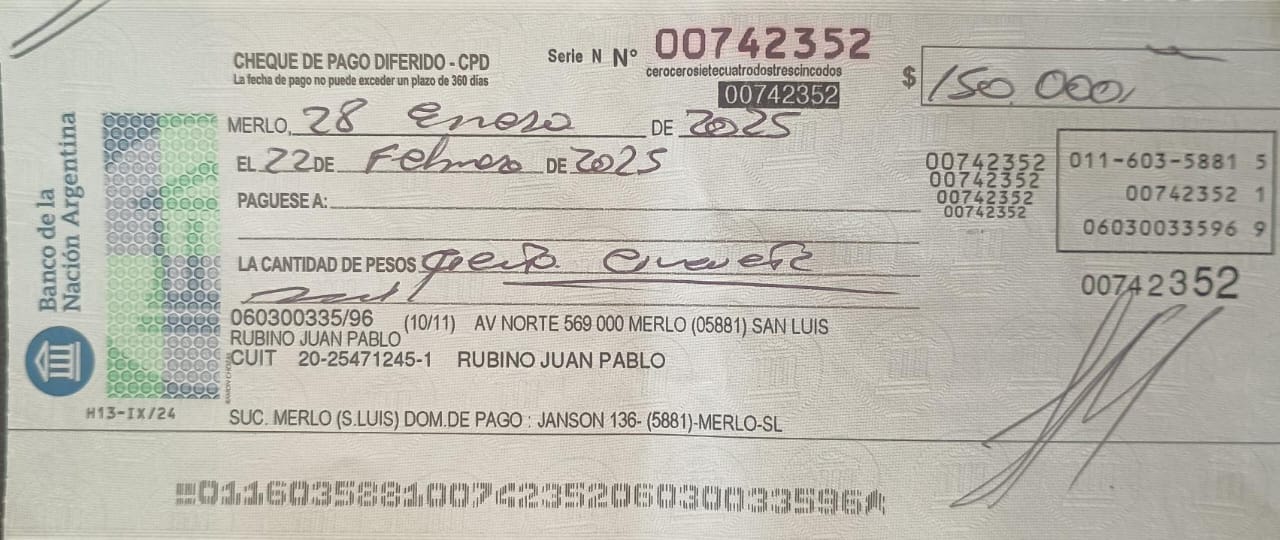 CHEQUE DE PAGO DIFERIDO - CPD
La fecha de pago no puede exceder un plazo de 360 días
Serie N Nº 00742352
cerocerosietecuatrodostrescincodos
00742352
$ 150.000,
MERLO, 28 Enero DE 2025
EL 22 DE Febrero DE 2025
PAGUESE A:
LA CANTIDAD DE PESOS Ciento cincuenta
mil
00742352
00742352
00742352
00742352
011-603-5881 5
00742352 1
06030033596 9
00742352
060300335/96 (10/11) AV NORTE 569 000 MERLO (05881) SAN LUIS
RUBINO JUAN PABLO
CUIT 20-25471245-1 RUBINO JUAN PABLO
SUC. MERLO (S.LUIS) DOM.DE PAGO : JANSON 136- (5881)-MERLO-SL
Banco de la
Nación Argentina
H13-IX/24
01160358810074235206030033596